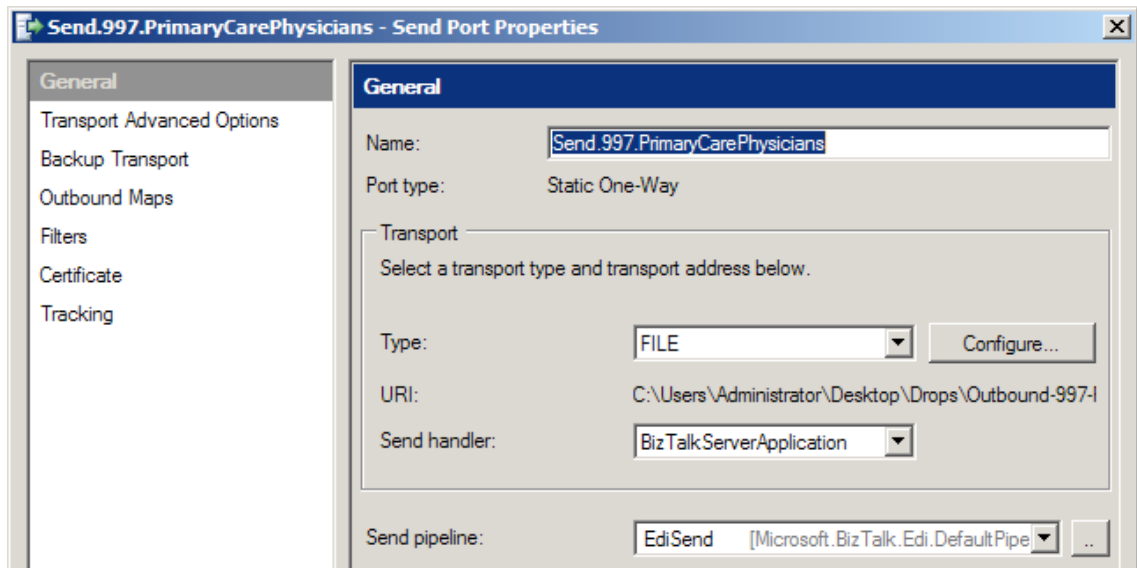 Send.997.PrimaryCarePhysicians - Send Port Properties
General
Transport Advanced Options
Backup Transport
Outbound Maps
Filters
Certificate
Tracking
General
Name: Send.997.PrimaryCarePhysicians
Port type: Static One-Way
Transport
Select a transport type and transport address below.
Type: FILE Configure...
URI: C:\Users\Administrator\Desktop\Drops\Outbound-997-
Send handler: BizTalkServerApplication
Send pipeline: EdiSend [Microsoft.BizTalk.Edi.DefaultPipe ..